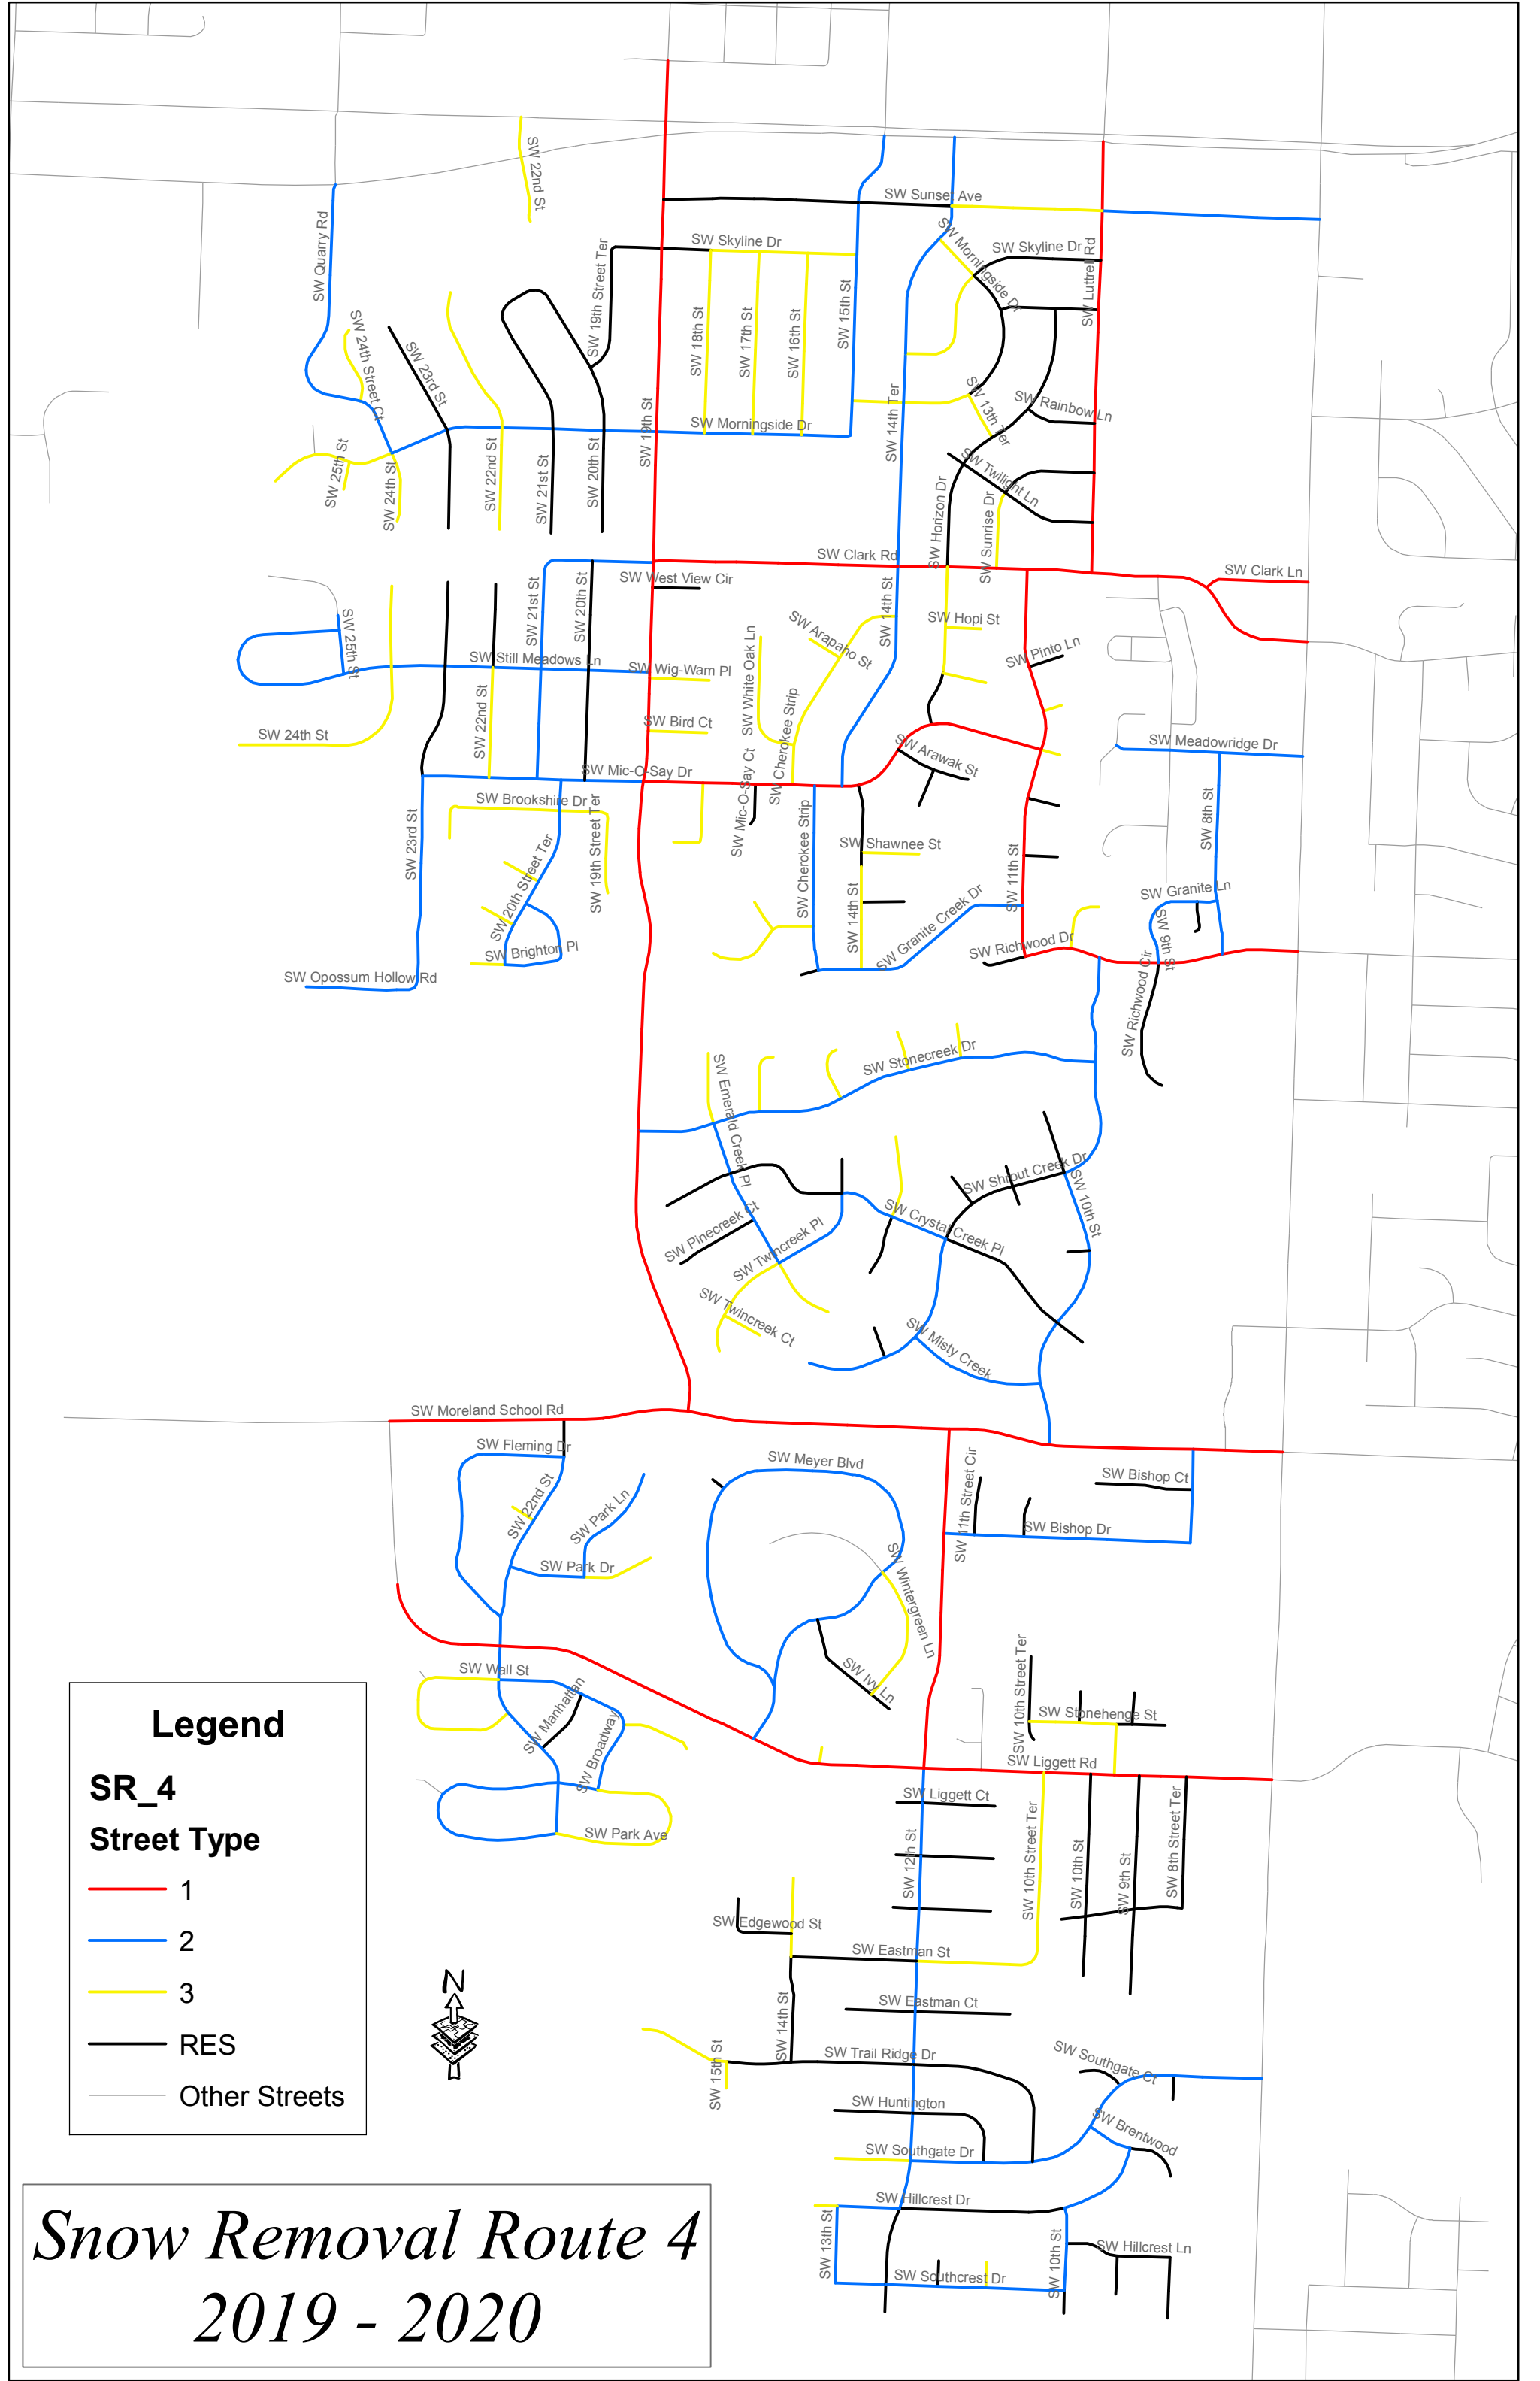 SW 22nd St
SW Sunset Ave
SW Quarry Rd
SW 19th Street Ter
SW Skyline Dr
SW Morningside Dr
SW Skyline Dr
SW Luttrell Rd
SW 24th Street Ct
SW 23rd St
SW 18th St
SW 17th St
SW 16th St
SW 15th St
SW 14th Ter
SW 13th Ter
SW Rainbow Ln
SW 19th St
SW Morningside Dr
SW 25th St
SW 24th St
SW 22nd St
SW 21st St
SW 20th St
SW Twilight Ln
SW Horizon Dr
SW Sunrise Dr
SW Clark Rd
SW Clark Ln
SW West View Cir
SW 21st St
SW 20th St
SW 14th St
SW 25th St
SW Arapaho St
SW Hopi St
SW White Oak Ln
SW Pinto Ln
SW Still Meadows Ln
SW Wig-Wam Pl
SW 22nd St
SW Bird Ct
SW Cherokee Strip
SW 24th St
SW Arawak St
SW Meadowridge Dr
SW Mic-O-Say Dr
SW Mic-O-Say Ct
SW Brookshire Dr
SW 23rd St
SW 20th Street Ter
SW 19th Street Ter
SW Cherokee Strip
SW Shawnee St
SW 14th St
SW 11th St
SW 8th St
SW Granite Creek Dr
SW Granite Ln
SW 9th St
SW Brighton Pl
SW Richwood Dr
SW Richwood Cir
SW Opossum Hollow Rd
SW Stonecreek Dr
SW Emerald Creek Pl
SW Shrout Creek Dr
SW 10th St
SW Pinecreek Ct
SW Twincreek Pl
SW Crystal Creek Pl
SW Twincreek Ct
SW Misty Creek
SW Moreland School Rd
SW Fleming Dr
SW Meyer Blvd
SW 11th Street Cir
SW Bishop Ct
SW 22nd St
SW Park Ln
SW Bishop Dr
SW Park Dr
SW Wintergreen Ln
SW Ivy Ln
SW Wall St
SW Manhattan
SW Broadway
SW 10th Street Ter
SW Stonehenge St
SW Liggett Rd
SW Park Ave
SW Liggett Ct
SW 12th St
SW 10th Street Ter
SW 10th St
SW 9th St
SW 8th Street Ter
SW Edgewood St
SW Eastman St
SW Eastman Ct
SW 14th St
SW 15th St
SW Trail Ridge Dr
SW Southgate Ct
SW Huntington
SW Brentwood
SW Southgate Dr
SW Hillcrest Dr
SW 13th St
SW 10th St
SW Hillcrest Ln
SW Southcrest Dr
Legend
SR_4
Street Type
1
2
3
RES
Other Streets
N
Snow Removal Route 4
2019 - 2020